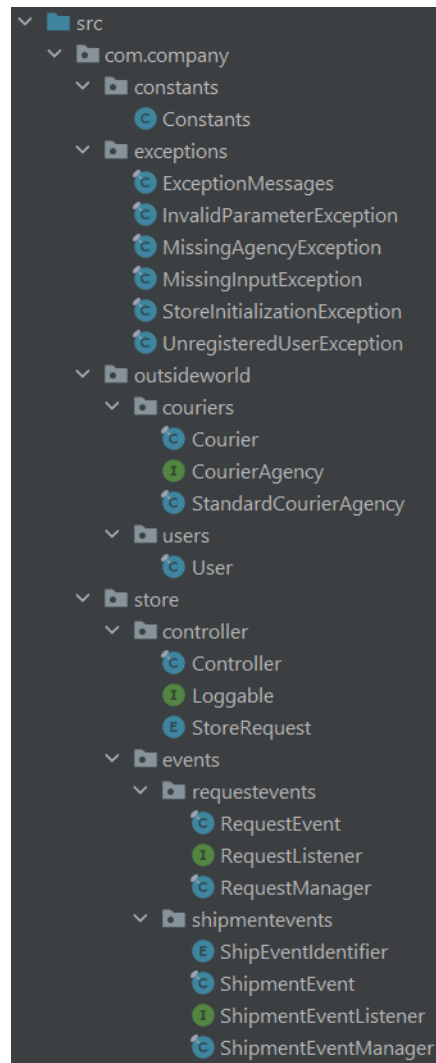 src
com.company
constants
Constants
exceptions
ExceptionMessages
InvalidParameterException
MissingAgencyException
MissingInputException
StoreInitializationException
UnregisteredUserException
outsideworld
couriers
Courier
CourierAgency
StandardCourierAgency
users
User
store
controller
Controller
Loggable
StoreRequest
events
requestevents
RequestEvent
RequestListener
RequestManager
shipmentevents
ShipEventIdentifier
ShipmentEvent
ShipmentEventListener
ShipmentEventManager